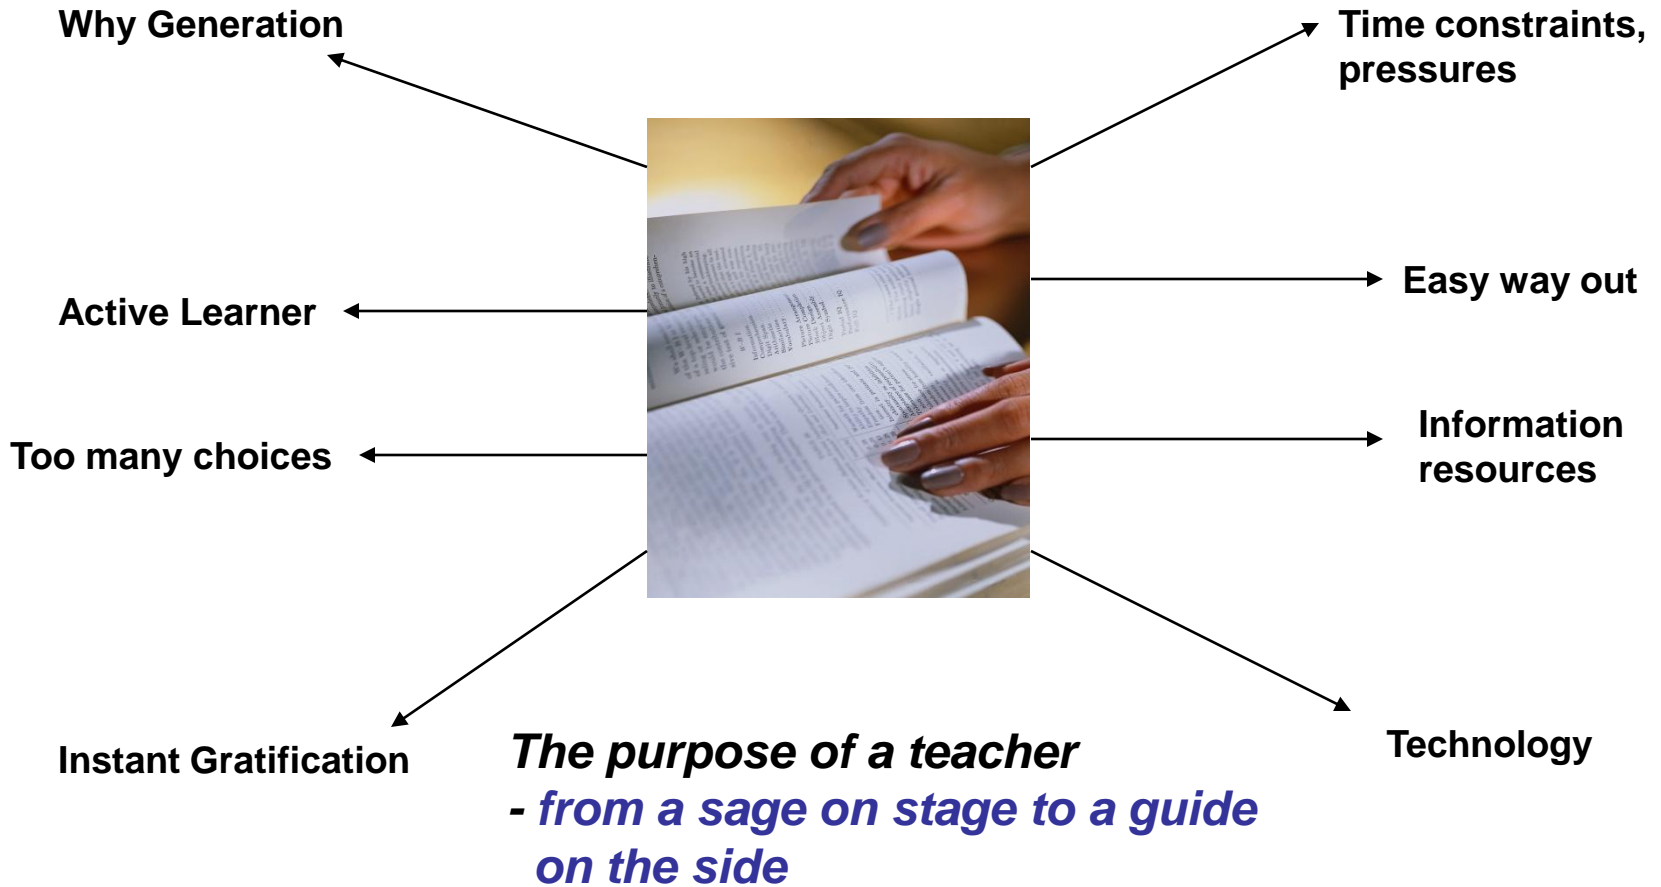 Why Generation
Time constraints,
pressures
Active Learner
Easy way out
Too many choices
Information
resources
Instant Gratification
Technology
The purpose of a teacher
- from a sage on stage to a guide
on the side